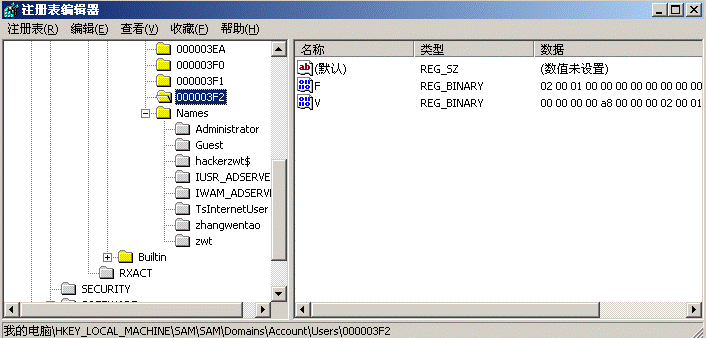 注册表编辑器
注册表(R) 编辑(E) 查看(V) 收藏(F) 帮助(H)
000003EA
000003F0
000003F1
000003F2
Names
Administrator
Guest
hackerzwt$
IUSR_ADSERVE
IWAM_ADSERVE
TsInternetUser
zhangwentao
zwt
Builtin
RXACT
SECURITY
名称 类型 数据
(默认) REG_SZ (数值未设置)
F REG_BINARY 02 00 01 00 00 00 00 00 00 00
V REG_BINARY 00 00 00 00 a8 00 00 00 02 00 01
我的电脑\HKEY_LOCAL_MACHINE\SAM\SAM\Domains\Account\Users\000003F2